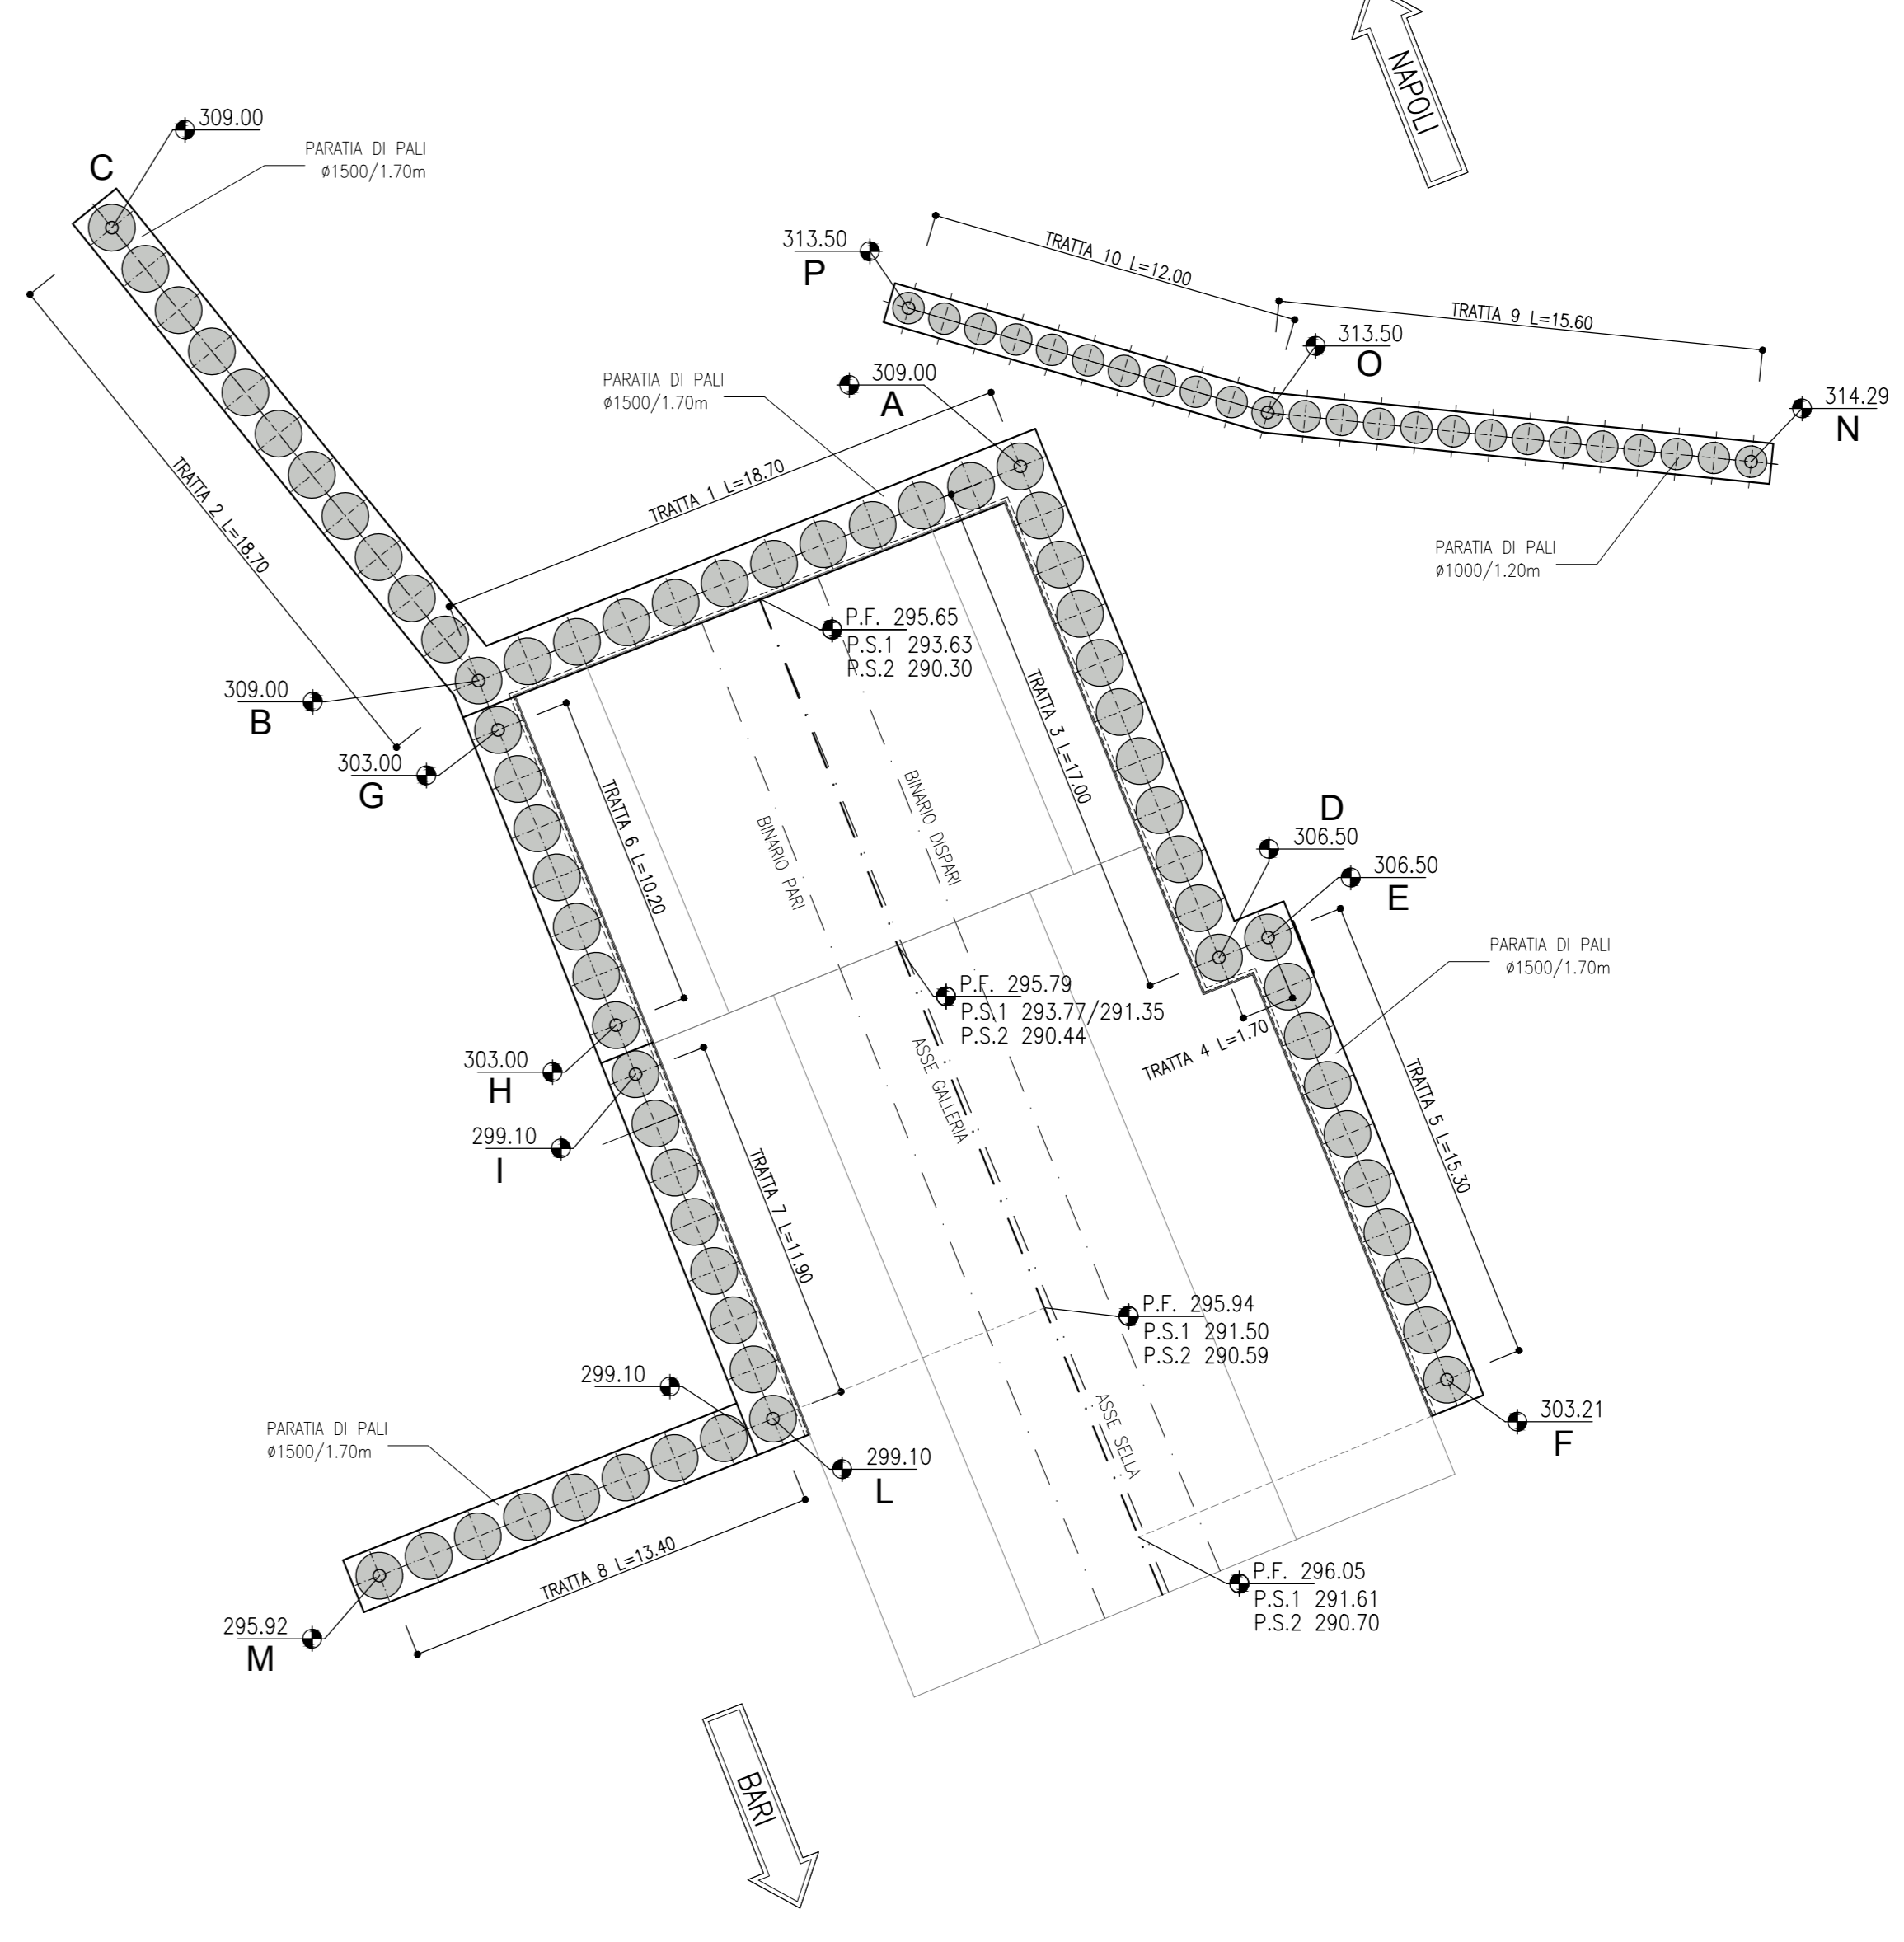 NAPOLI
309.00
C
PARATIA DI PALI
ø1500/1.70m
313.50
P
TRATTA 10 L=12.00
TRATTA 9 L=15.60
313.50
O
314.29
N
309.00
A
PARATIA DI PALI
ø1500/1.70m
TRATTA 1 L=18.70
TRATTA 2 L=18.70
PARATIA DI PALI
ø1000/1.20m
P.F. 295.65
P.S.1 293.63
P.S.2 290.30
309.00
B
303.00
G
TRATTA 3 L=17.00
TRATTA 6 L=10.20
BINARIO PARI
BINARIO DISPARI
D
306.50
306.50
E
PARATIA DI PALI
ø1500/1.70m
P.F. 295.79
P.S.1 293.77/291.35
P.S.2 290.44
TRATTA 4 L=1.70
303.00
H
299.10
I
ASSE GALLERIA
TRATTA 5 L=15.30
TRATTA 7 L=11.90
P.F. 295.94
P.S.1 291.50
P.S.2 290.59
299.10
ASSE SELLA
303.21
F
PARATIA DI PALI
ø1500/1.70m
299.10
L
TRATTA 8 L=13.40
P.F. 296.05
P.S.1 291.61
P.S.2 290.70
295.92
M
BARI